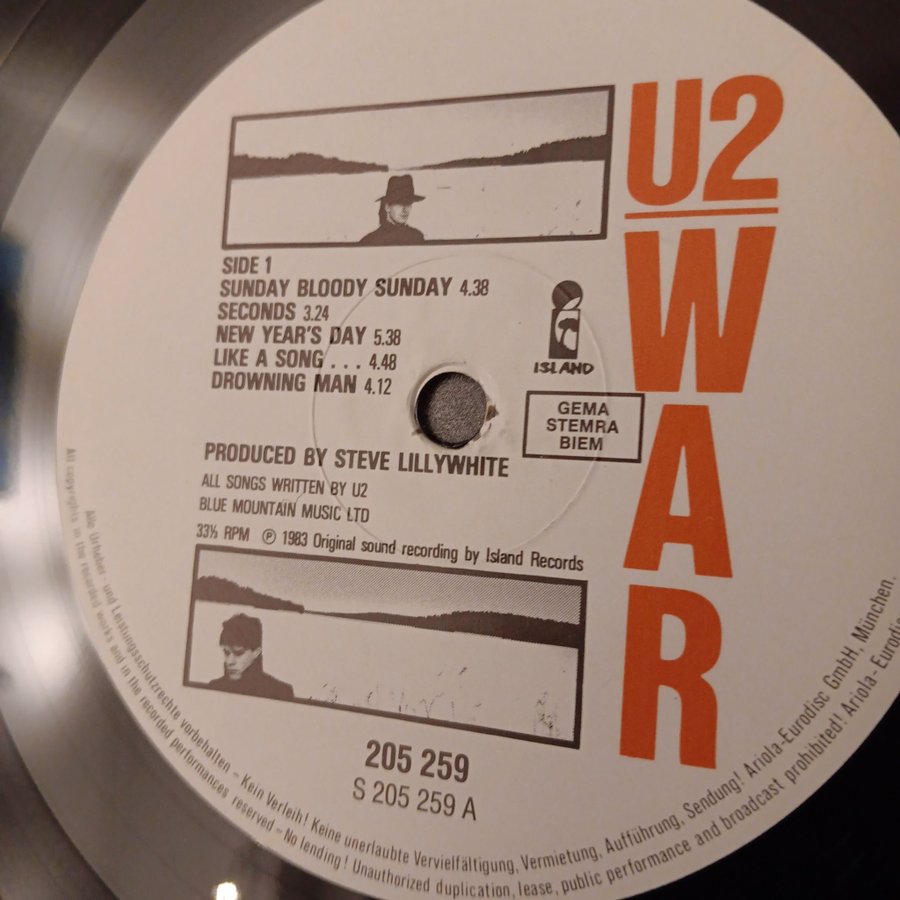 U2
WAR
SIDE 1
SUNDAY BLOODY SUNDAY 4.38
SECONDS 3.24
NEW YEAR'S DAY 5.38
LIKE A SONG . . . 4.48
DROWNING MAN 4.12
ISLAND
GEMA
STEMRA
BIEM
PRODUCED BY STEVE LILLYWHITE
ALL SONGS WRITTEN BY U2
BLUE MOUNTAIN MUSIC LTD
33⅓ RPM ℗ 1983 Original sound recording by Island Records
205 259
S 205 259 A
Alle Urheber- und Leistungsschutzrechte vorbehalten – Kein Verleih! Keine unerlaubte Vervielfältigung, Vermietung, Aufführung, Sendung! Ariola-Eurodisc GmbH, München.
All copyrights in the recorded works and in the recorded performances reserved – No lending! Unauthorized duplication, lease, public performance and broadcast prohibited! Ariola-Eurodisc